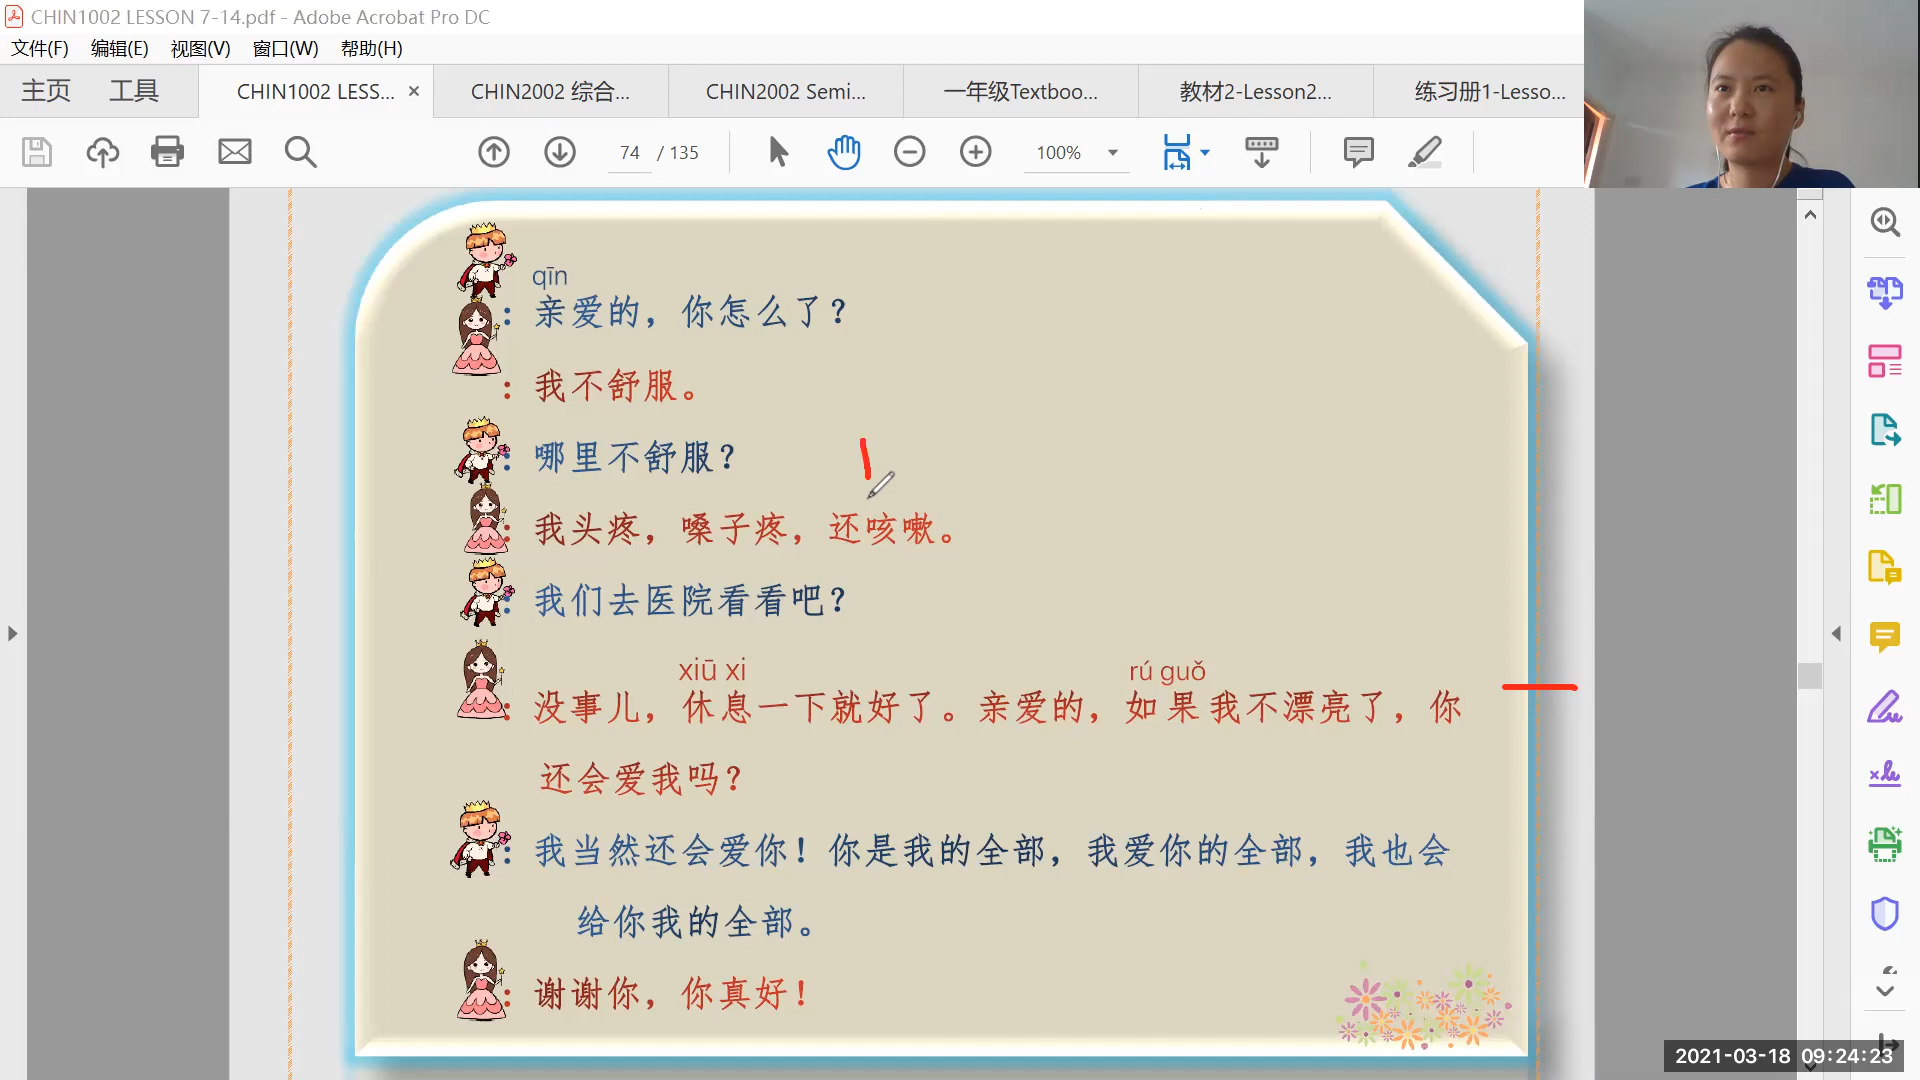 CHIN1002 LESSON 7-14.pdf - Adobe Acrobat Pro DC
文件(F) 编辑(E) 视图(V) 窗口(W) 帮助(H)
主页 工具 CHIN1002 LESS... × CHIN2002 综合... CHIN2002 Semi... 一年级Textboo... 教材2-Lesson2... 练习册1-Lesso...
74 / 135 100%
qīn
: 亲爱的，你怎么了？
: 我不舒服。
: 哪里不舒服？
: 我头疼，嗓子疼，还咳嗽。
: 我们去医院看看吧？
xiū xi rú guǒ
: 没事儿，休息一下就好了。亲爱的，如果我不漂亮了，你
还会爱我吗？
: 我当然还会爱你！你是我的全部，我爱你的全部，我也会
给你我的全部。
: 谢谢你，你真好！
2021-03-18 09:24:23